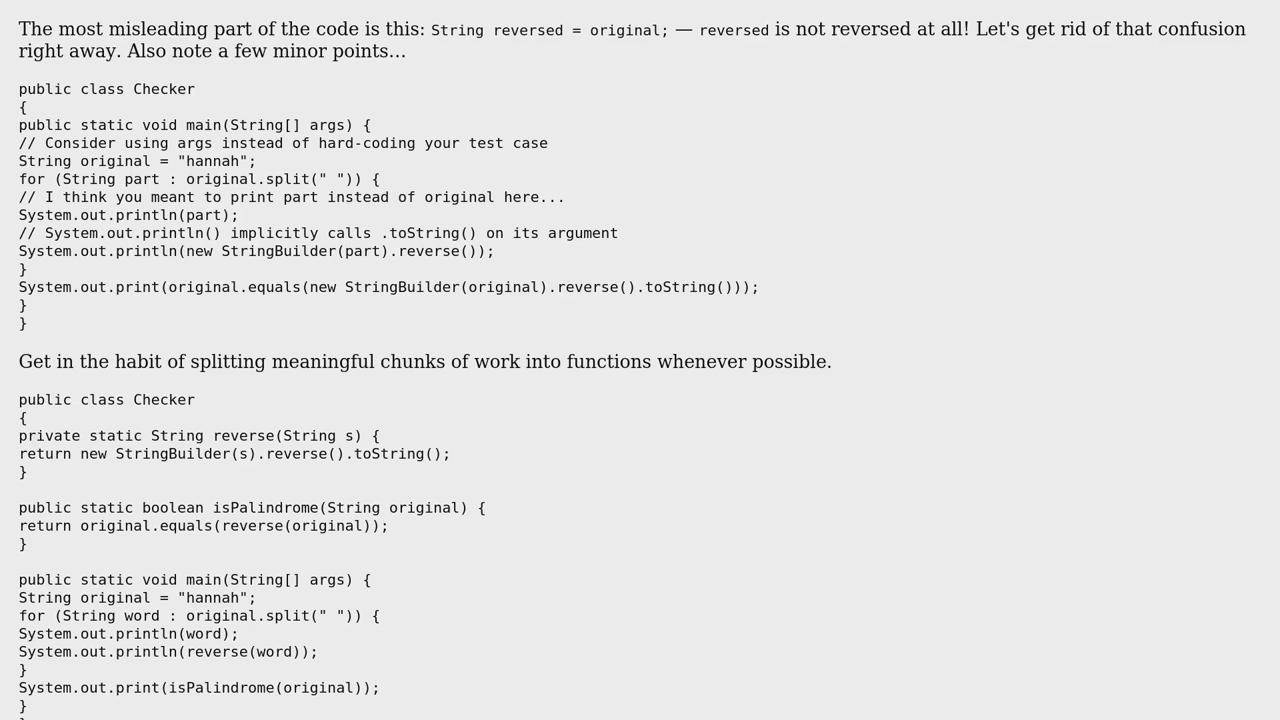 The most misleading part of the code is this: String reversed = original; — reversed is not reversed at all! Let's get rid of that confusion
right away. Also note a few minor points…
public class Checker
{
public static void main(String[] args) {
// Consider using args instead of hard-coding your test case
String original = "hannah";
for (String part : original.split(" ")) {
// I think you meant to print part instead of original here...
System.out.println(part);
// System.out.println() implicitly calls .toString() on its argument
System.out.println(new StringBuilder(part).reverse());
}
System.out.print(original.equals(new StringBuilder(original).reverse().toString()));
}
}
Get in the habit of splitting meaningful chunks of work into functions whenever possible.
public class Checker
{
private static String reverse(String s) {
return new StringBuilder(s).reverse().toString();
}
public static boolean isPalindrome(String original) {
return original.equals(reverse(original));
}
public static void main(String[] args) {
String original = "hannah";
for (String word : original.split(" ")) {
System.out.println(word);
System.out.println(reverse(word));
}
System.out.print(isPalindrome(original));
}